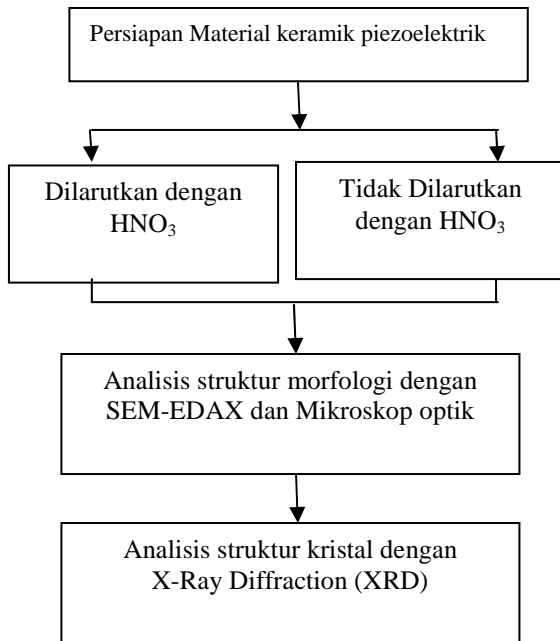 Persiapan Material keramik piezoelektrik
Dilarutkan dengan
HNO₃
Tidak Dilarutkan
dengan HNO₃
Analisis struktur morfologi dengan
SEM-EDAX dan Mikroskop optik
Analisis struktur kristal dengan
X-Ray Diffraction (XRD)